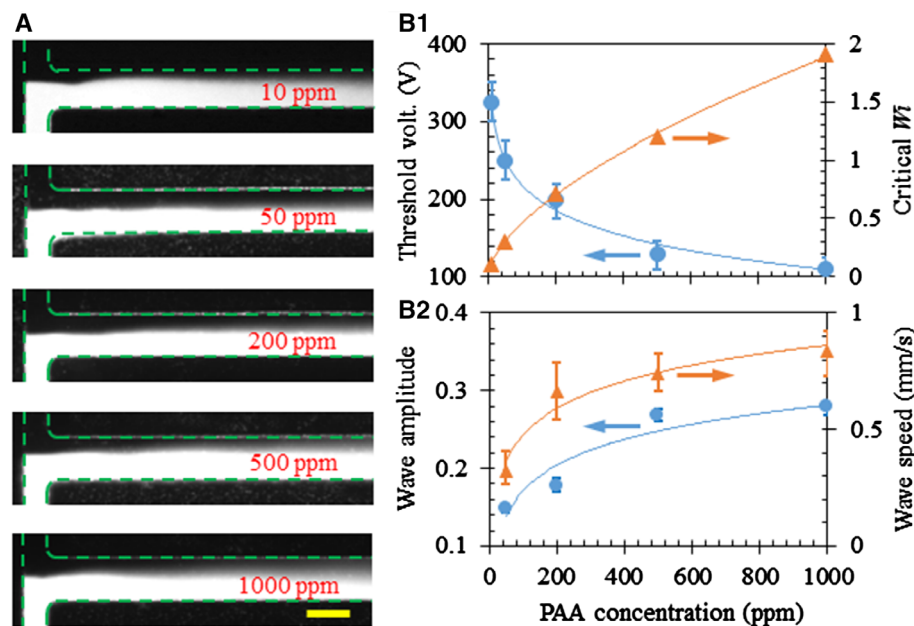 A
10 ppm
50 ppm
200 ppm
500 ppm
1000 ppm
B1
Threshold volt. (V)
400
300
200
100
2
1.5
1
0.5
0
Critical Wi
B2
Wave amplitude
0.4
0.3
0.2
0.1
1
0.5
0
Wave speed (mm/s)
0 200 400 600 800 1000
PAA concentration (ppm)